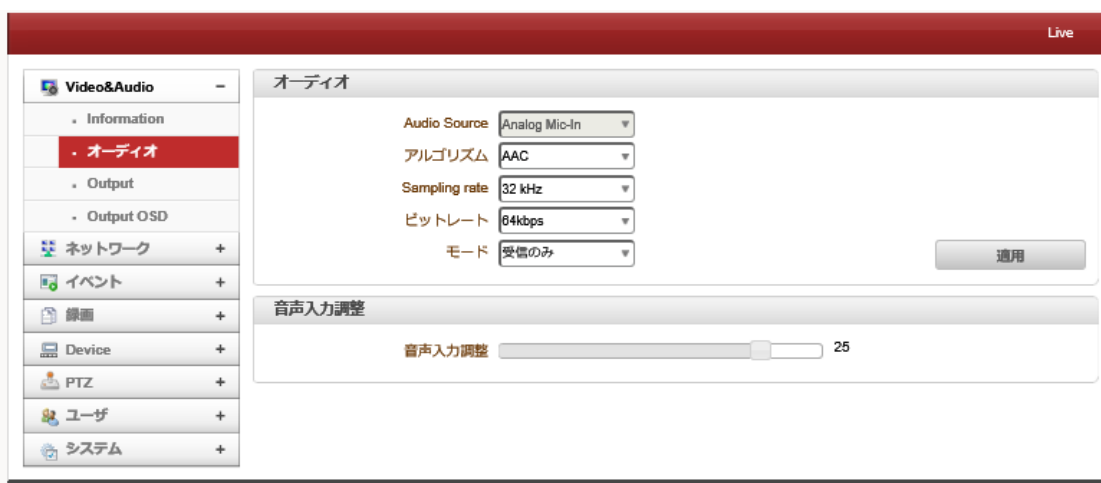 Live
Video&Audio
Information
オーディオ
Output
Output OSD
ネットワーク
イベント
録画
Device
PTZ
ユーザ
システム
オーディオ
Audio Source Analog Mic-In
アルゴリズム AAC
Sampling rate 32 kHz
ビットレート 64kbps
モード 受信のみ
適用
音声入力調整
音声入力調整 25